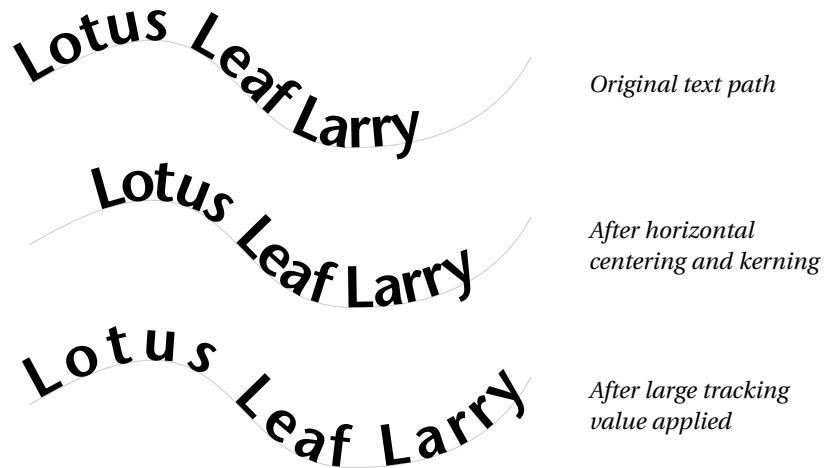 Lotus Leaf Larry
Original text path
Lotus Leaf Larry
After horizontal
centering and kerning
Lotus Leaf Larry
After large tracking
value applied